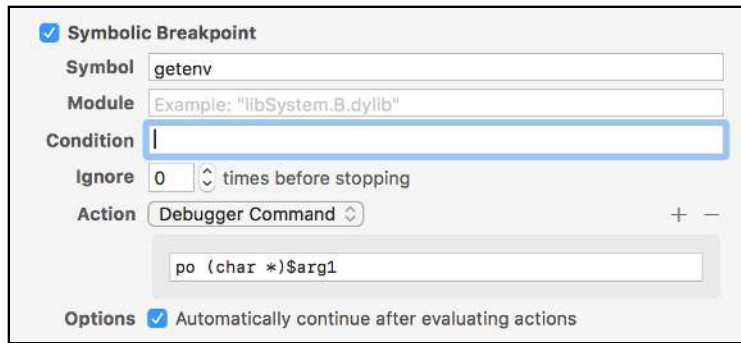 Symbolic Breakpoint
Symbol getenv
Module Example: "libSystem.B.dylib"
Condition
Ignore 0 times before stopping
Action Debugger Command + −
po (char *)$arg1
Options Automatically continue after evaluating actions